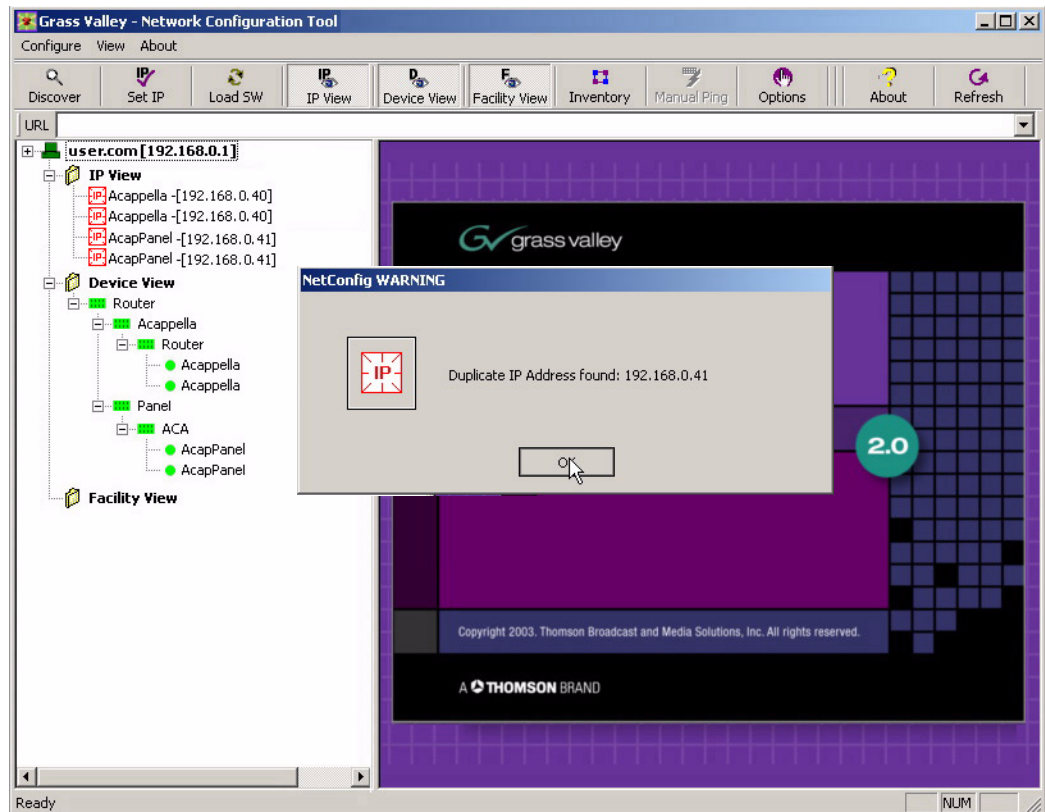 Grass Valley - Network Configuration Tool
Configure View About
Discover Set IP Load SW IP View Device View Facility View Inventory Manual Ping Options About Refresh
URL
user.com [192.168.0.1]
IP View
Acappella -[192.168.0.40]
Acappella -[192.168.0.40]
AcapPanel -[192.168.0.41]
AcapPanel -[192.168.0.41]
Device View
Router
Acappella
Router
Acappella
Acappella
Panel
ACA
AcapPanel
AcapPanel
Facility View
grass valley
NetConfig WARNING
IP
Duplicate IP Address found: 192.168.0.41
OK
2.0
Copyright 2003. Thomson Broadcast and Media Solutions, Inc. All rights reserved.
A THOMSON BRAND
Ready
NUM